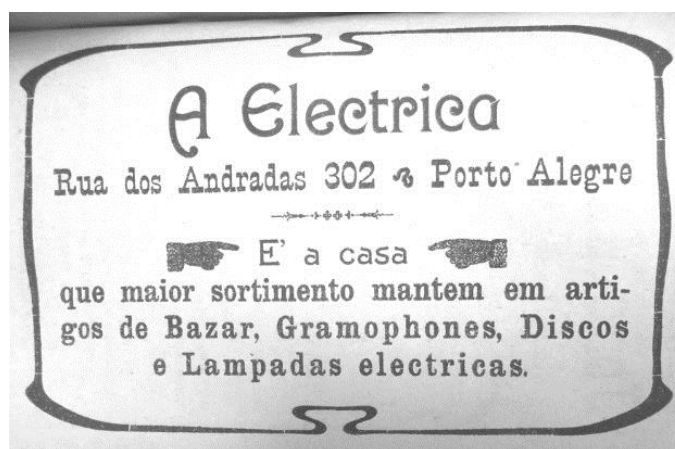 A Electrica
Rua dos Andradas 302 Porto Alegre
E' a casa
que maior sortimento mantem em arti-
gos de Bazar, Gramophones, Discos
e Lampadas electricas.